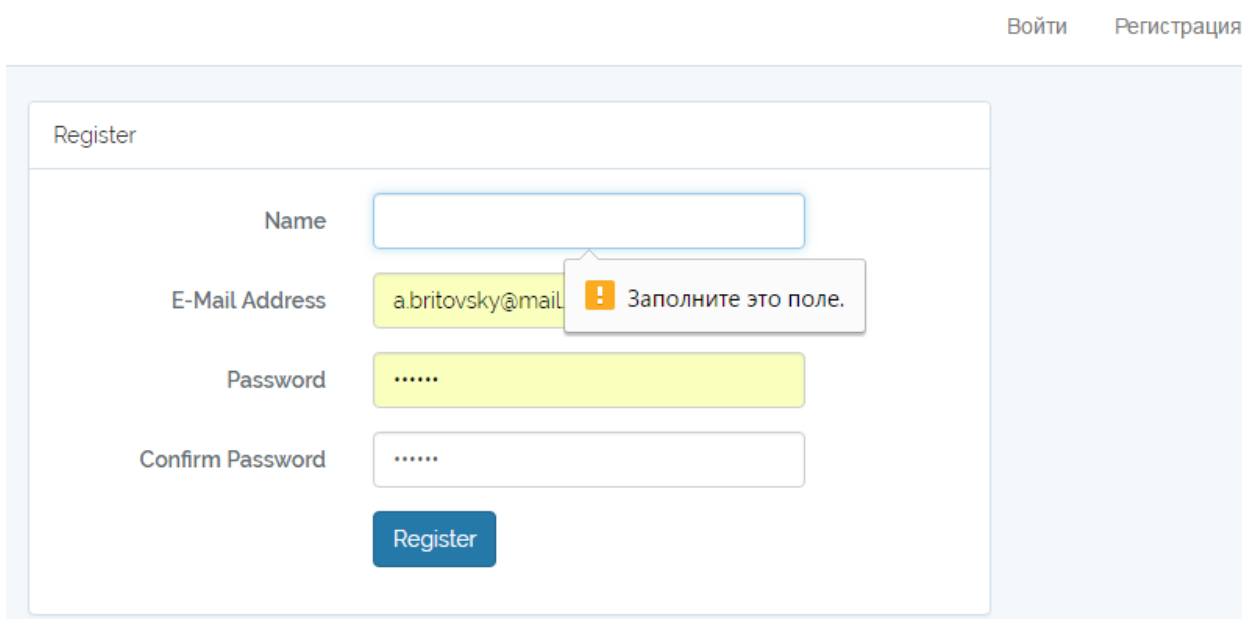 Войти Регистрация
Register
Name
E-Mail Address a.britovsky@mail.
Заполните это поле.
Password ••••••
Confirm Password ••••••
Register